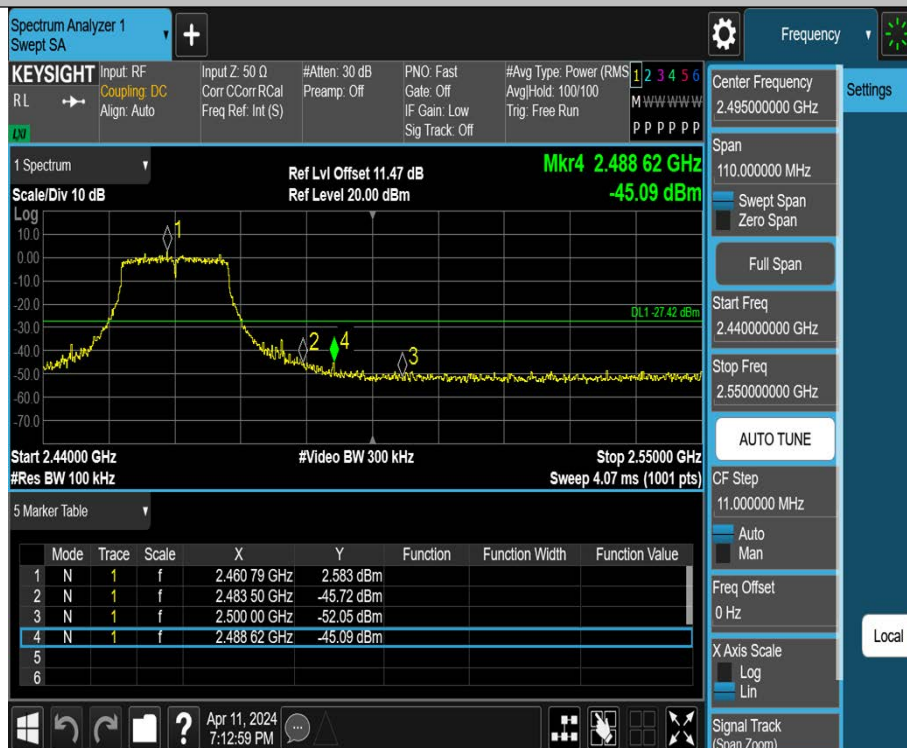 Spectrum Analyzer 1
Swept SA
+
Frequency
KEYSIGHT
RL
LXI
Input: RF
Coupling: DC
Align: Auto
Input Z: 50 Ω
Corr CCorr RCal
Freq Ref: Int (S)
#Atten: 30 dB
Preamp: Off
PNO: Fast
Gate: Off
IF Gain: Low
Sig Track: Off
#Avg Type: Power (RMS
Avg|Hold: 100/100
Trig: Free Run
1 2 3 4 5 6
M W W W W W
P P P P P P
1 Spectrum
Scale/Div 10 dB
Ref Lvl Offset 11.47 dB
Ref Level 20.00 dBm
Mkr4 2.488 62 GHz
-45.09 dBm
Log
10.0
0.00
-10.0
-20.0
-30.0
-40.0
-50.0
-60.0
-70.0
1
2
4
3
DL1 -27.42 dBm
Start 2.44000 GHz
#Res BW 100 kHz
#Video BW 300 kHz
Stop 2.55000 GHz
Sweep 4.07 ms (1001 pts)
5 Marker Table
Mode Trace Scale X Y Function Function Width Function Value
1 N 1 f 2.460 79 GHz 2.583 dBm
2 N 1 f 2.483 50 GHz -45.72 dBm
3 N 1 f 2.500 00 GHz -52.05 dBm
4 N 1 f 2.488 62 GHz -45.09 dBm
5
6
?
Apr 11, 2024
7:12:59 PM
Center Frequency
2.495000000 GHz
Span
110.000000 MHz
Swept Span
Zero Span
Full Span
Start Freq
2.440000000 GHz
Stop Freq
2.550000000 GHz
AUTO TUNE
CF Step
11.000000 MHz
Auto
Man
Freq Offset
0 Hz
X Axis Scale
Log
Lin
Signal Track
(Span Zoom)
Settings
Local